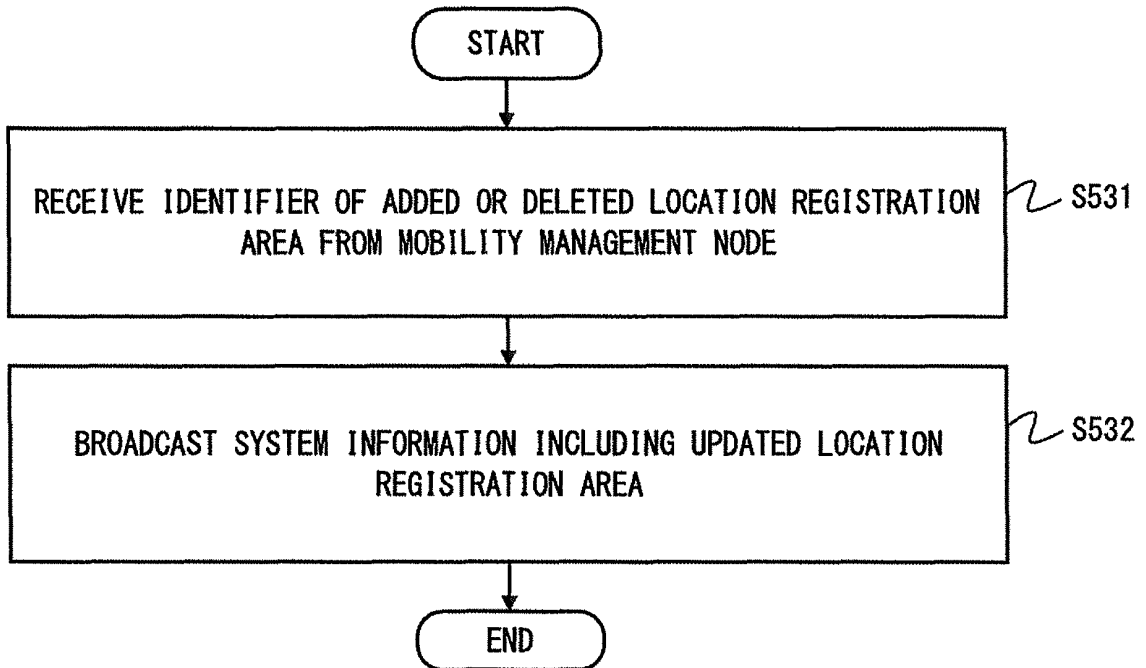 START
RECEIVE IDENTIFIER OF ADDED OR DELETED LOCATION REGISTRATION
AREA FROM MOBILITY MANAGEMENT NODE
S531
BROADCAST SYSTEM INFORMATION INCLUDING UPDATED LOCATION
REGISTRATION AREA
S532
END